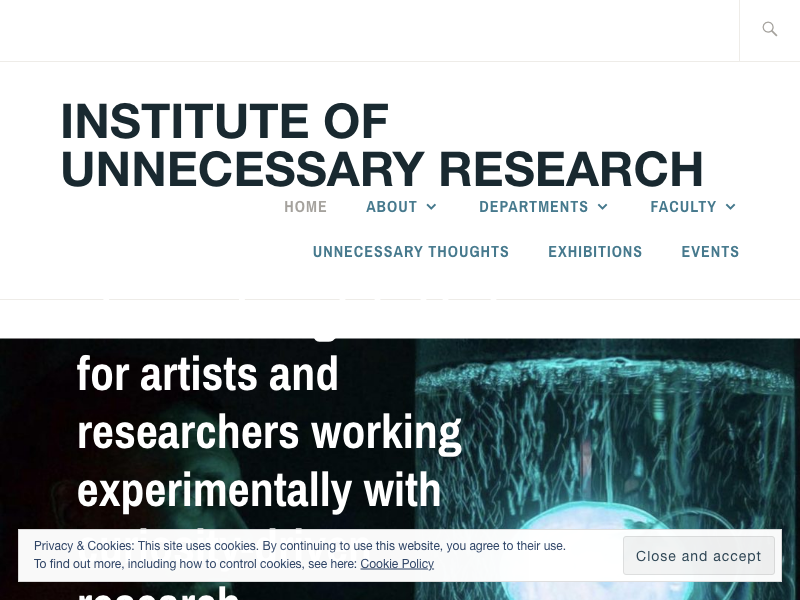 INSTITUTE OF
UNNECESSARY RESEARCH
HOME ABOUT DEPARTMENTS FACULTY
UNNECESSARY THOUGHTS EXHIBITIONS EVENTS
for artists and
researchers working
experimentally with
research
Privacy & Cookies: This site uses cookies. By continuing to use this website, you agree to their use.
To find out more, including how to control cookies, see here: Cookie Policy
Close and accept